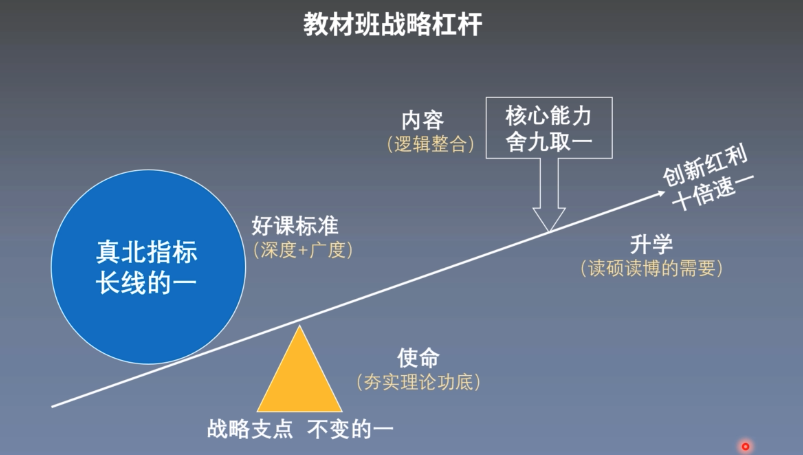 教材班战略杠杆
内容
(逻辑整合)
核心能力
舍九取一
创新红利
十倍速一
好课标准
(深度+广度)
真北指标
长线的一
升学
(读硕读博的需要)
使命
(夯实理论功底)
战略支点 不变的一